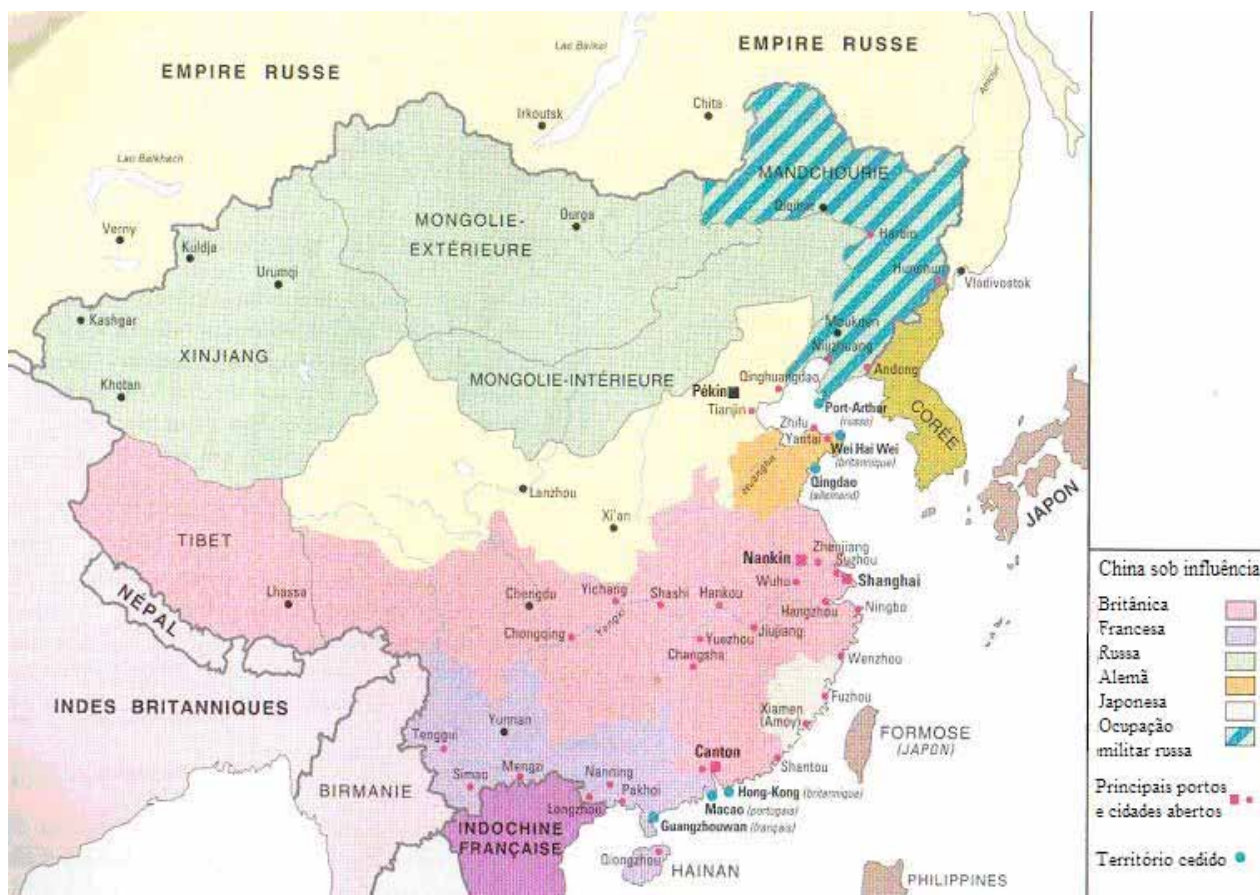 EMPIRE RUSSE
EMPIRE RUSSE
Lac Baïkal
Amour
Irkoutsk
Chita
Lac Balkhach
MANDCHOURIE
Qiqihar
MONGOLIE-
EXTÉRIEURE
Ourga
Verny
Kuldja
Harbin
Urumqi
Hunchun
Vladivostok
Kashgar
XINJIANG
Moukden
Niuzhuang
Khotan
MONGOLIE-INTÉRIEURE
Qinghuangdao
Andong
Pékin
Tianjin
Port-Arthur
(russe)
CORÉE
Zhifu
Yantai
Wei Hai Wei
(britannique)
Huangho
Qingdao
(allemand)
Lanzhou
Xi'an
JAPON
TIBET
Nankin
Zhenjiang
Suzhou
Shanghai
Wuhu
NÉPAL
Lhassa
Chengdu
Yichang
Shashi
Hankou
Hangzhou
Ningbo
Chongqing
Yangzi
Yuezhou
Jiujiang
Changsha
Wenzhou
INDES BRITANNIQUES
Fuzhou
Xiamen
(Amoy)
Yunnan
Tenggui
FORMOSE
(JAPON)
Canton
Shantou
Simao
Mengzi
Nanning
Pakhoi
BIRMANIE
Longzhou
Hong-Kong (britannique)
Macao (portugais)
Guangzhouwan (français)
INDOCHINE
FRANÇAISE
Qiongzhou
HAINAN
PHILIPPINES
China sob influência
Britânica
Francesa
Russa
Alemã
Japonesa
Ocupação
militar russa
Principais portos
e cidades abertos
Território cedido